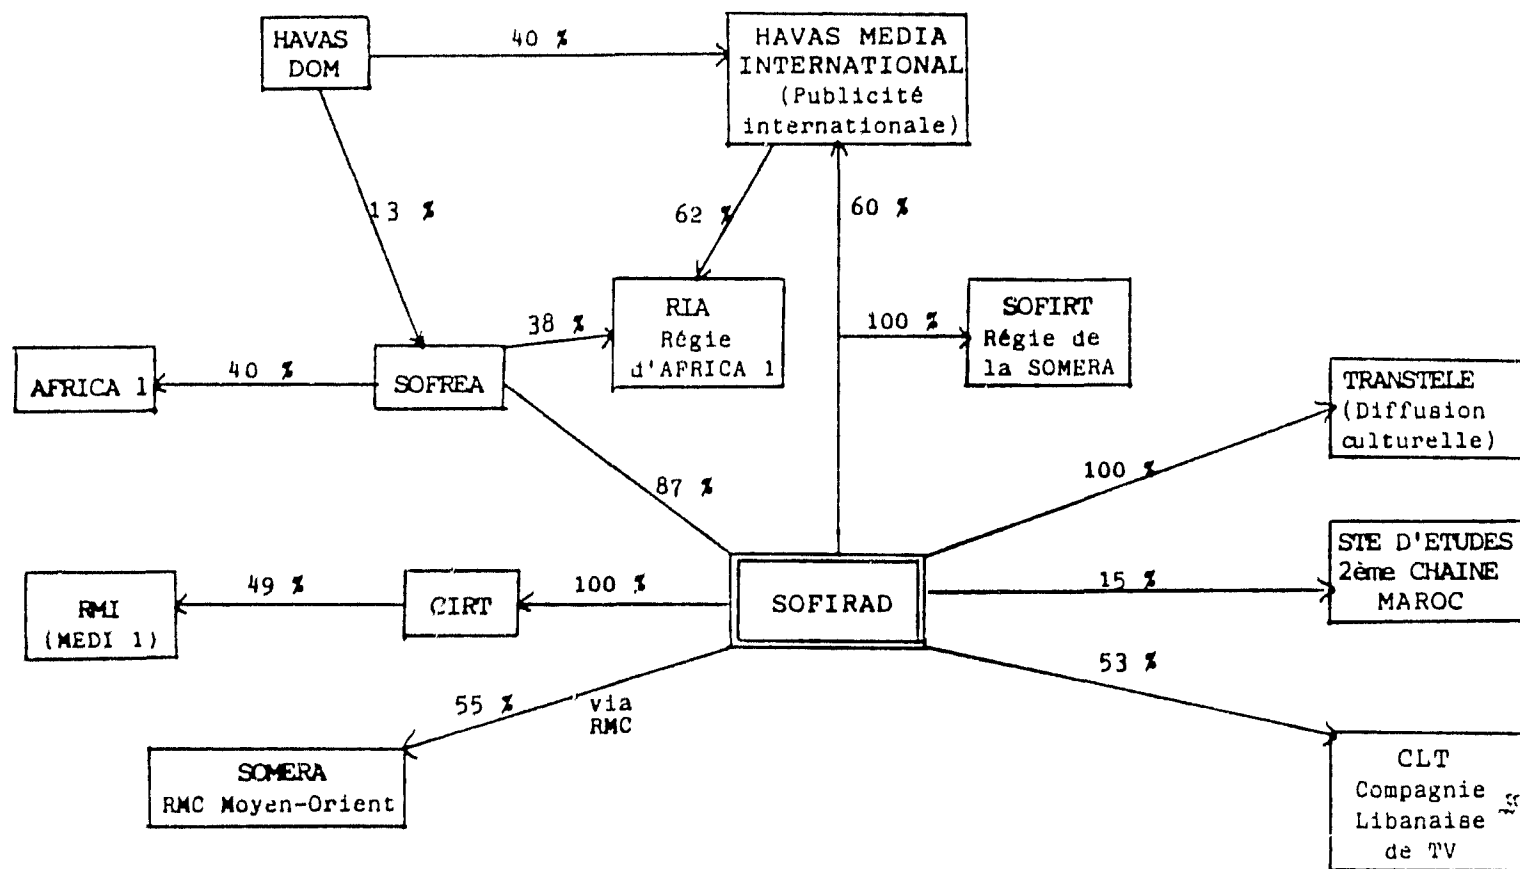 HAVAS
DOM
40 %
HAVAS MEDIA
INTERNATIONAL
(Publicité
internationale)
13 %
62 %
60 %
RIA
Régie
d'AFRICA 1
38 %
100 %
SOFIRT
Régie de
la SOMERA
AFRICA 1
40 %
SOFREA
TRANSTELE
(Diffusion
culturelle)
87 %
100 %
STE D'ETUDES
2ème CHAINE
MAROC
RMI
(MEDI 1)
49 %
CIRT
100 %
SOFIRAD
15 %
53 %
55 %
via
RMC
SOMERA
RMC Moyen-Orient
CLT
Compagnie
Libanaise
de TV